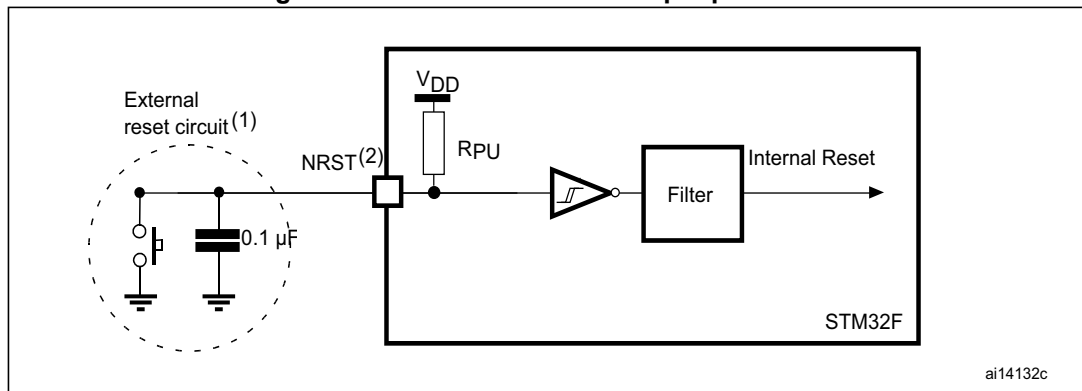 External
reset circuit(1)
NRST(2)
VDD
RPU
0.1 µF
Filter
Internal Reset
STM32F
ai14132c